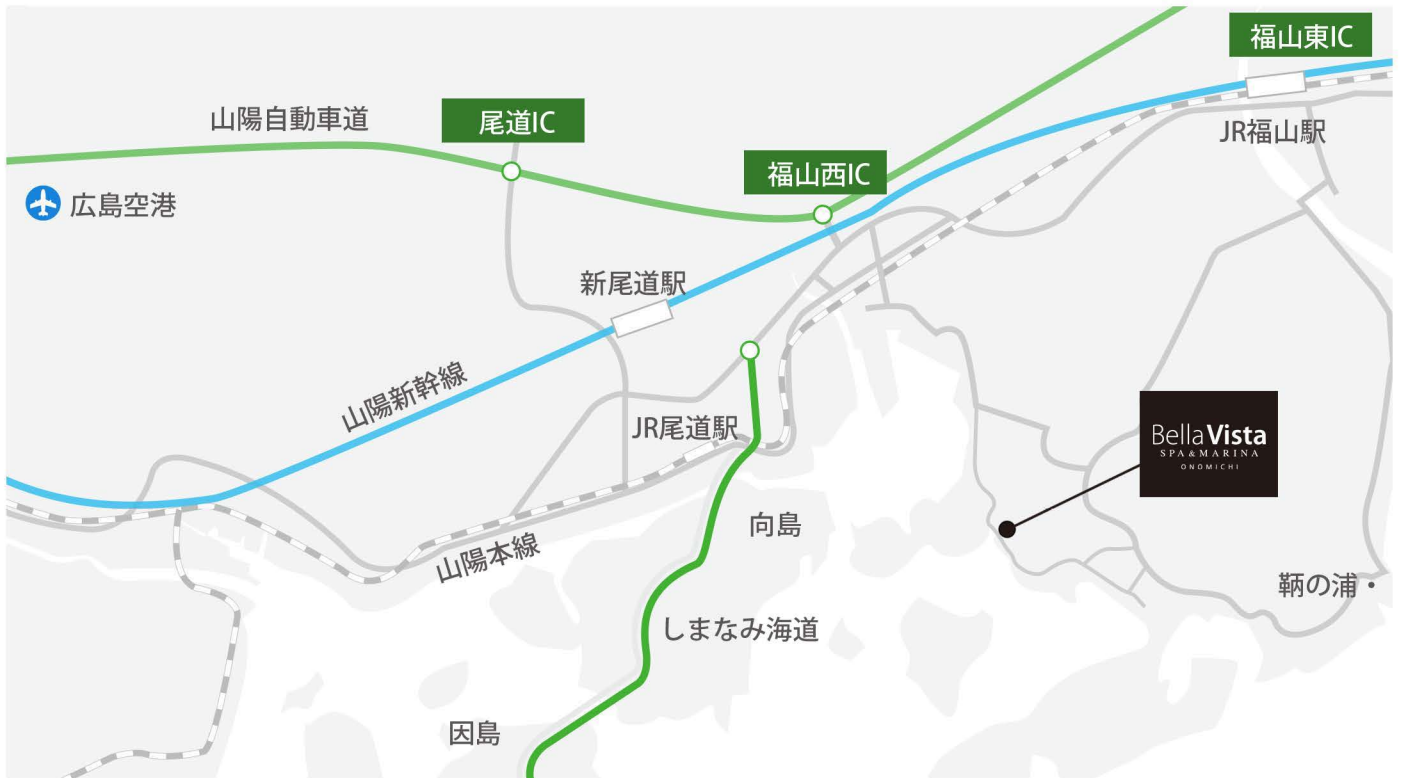 福山東IC
山陽自動車道
尾道IC
JR福山駅
福山西IC
広島空港
新尾道駅
山陽新幹線
JR尾道駅
BellaVista
SPA&MARINA
ONOMICHI
向島
山陽本線
鞆の浦・
しまなみ海道
因島